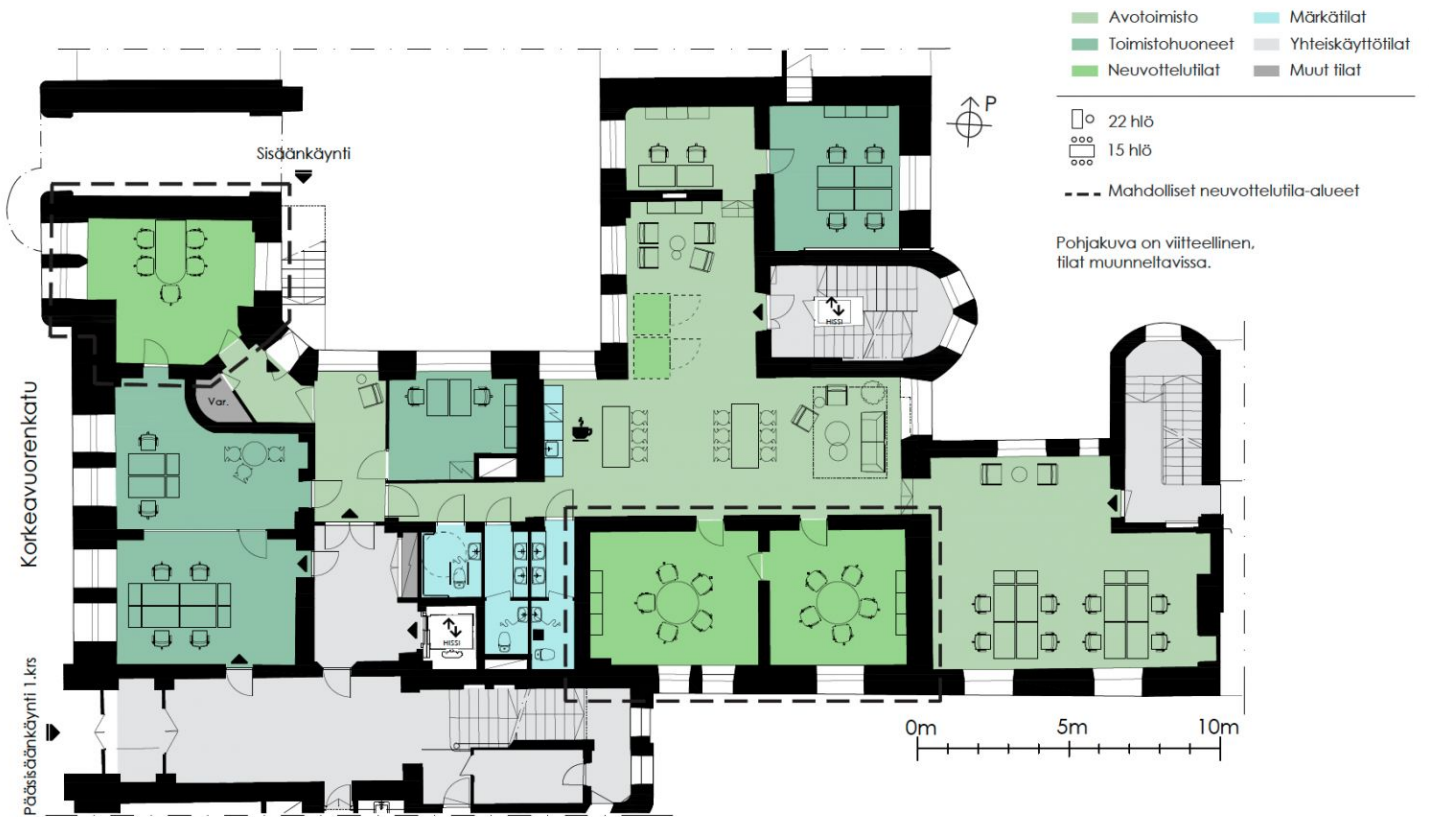 Avotoimisto
Toimistohuoneet
Neuvottelutilat
Märkätilat
Yhteiskäyttötilat
Muut tilat
22 hlö
15 hlö
Mahdolliset neuvottelutila-alueet
Pohjakuva on viitteellinen,
tilat muunneltavissa.
P
Sisäänkäynti
HISSI
Var.
Korkeavuorenkatu
HISSI
Pääsisäänkäynti 1.krs
0m 5m 10m